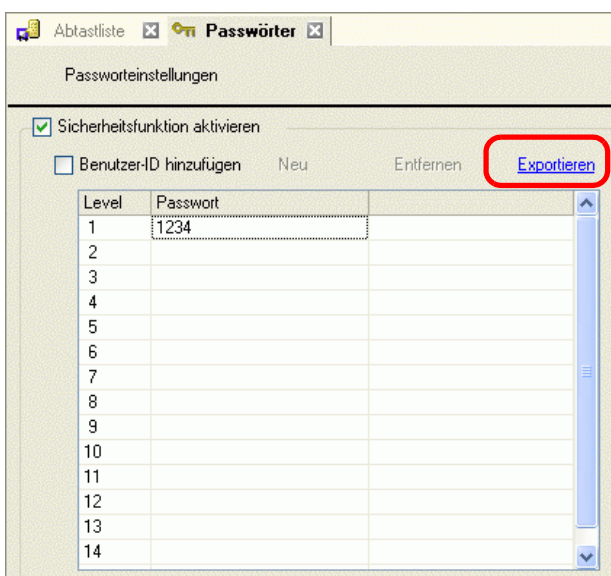 Abtastliste Passwörter
Passworteinstellungen
Sicherheitsfunktion aktivieren
Benutzer-ID hinzufügen Neu Entfernen Exportieren
Level Passwort
1 1234
2
3
4
5
6
7
8
9
10
11
12
13
14